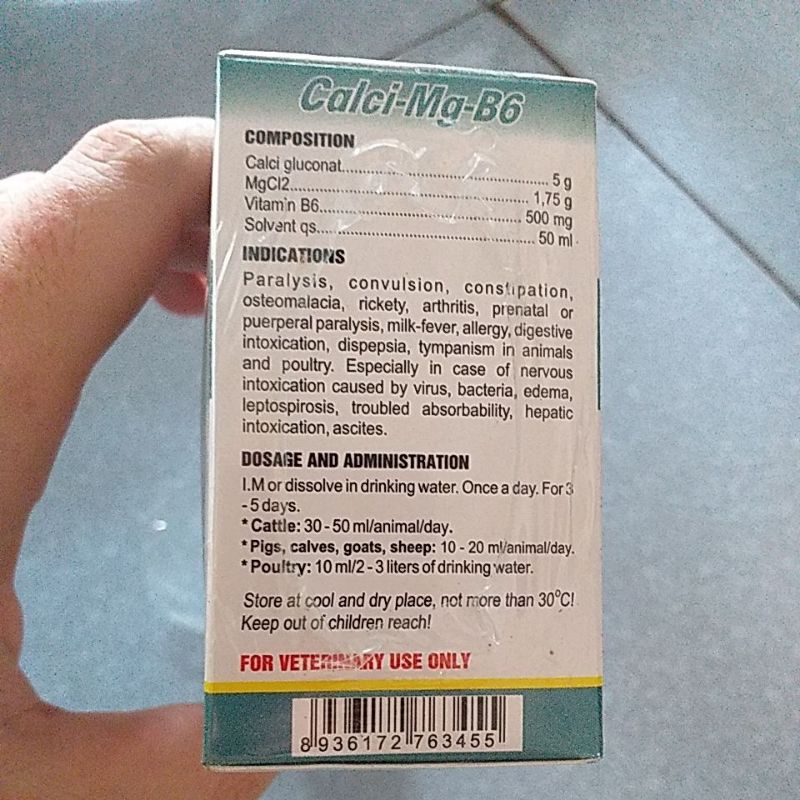 Calci-Mg-B6
COMPOSITION
Calci gluconat........................................................ 5 g
MgCl2................................................................ 1,75 g
Vitamin B6....................................................... 500 mg
Solvent qs............................................................ 50 ml
INDICATIONS
Paralysis, convulsion, constipation,
osteomalacia, rickety, arthritis, prenatal or
puerperal paralysis, milk-fever, allergy, digestive
intoxication, dispepsia, tympanism in animals
and poultry. Especially in case of nervous
intoxication caused by virus, bacteria, edema,
leptospirosis, troubled absorbability, hepatic
intoxication, ascites.
DOSAGE AND ADMINISTRATION
I.M or dissolve in drinking water. Once a day. For 3
- 5 days.
* Cattle: 30 - 50 ml/animal/day.
* Pigs, calves, goats, sheep: 10 - 20 ml/animal/day.
* Poultry: 10 ml/2 - 3 liters of drinking water.
Store at cool and dry place, not more than 30°C!
Keep out of children reach!
FOR VETERINARY USE ONLY
8 936172 763455